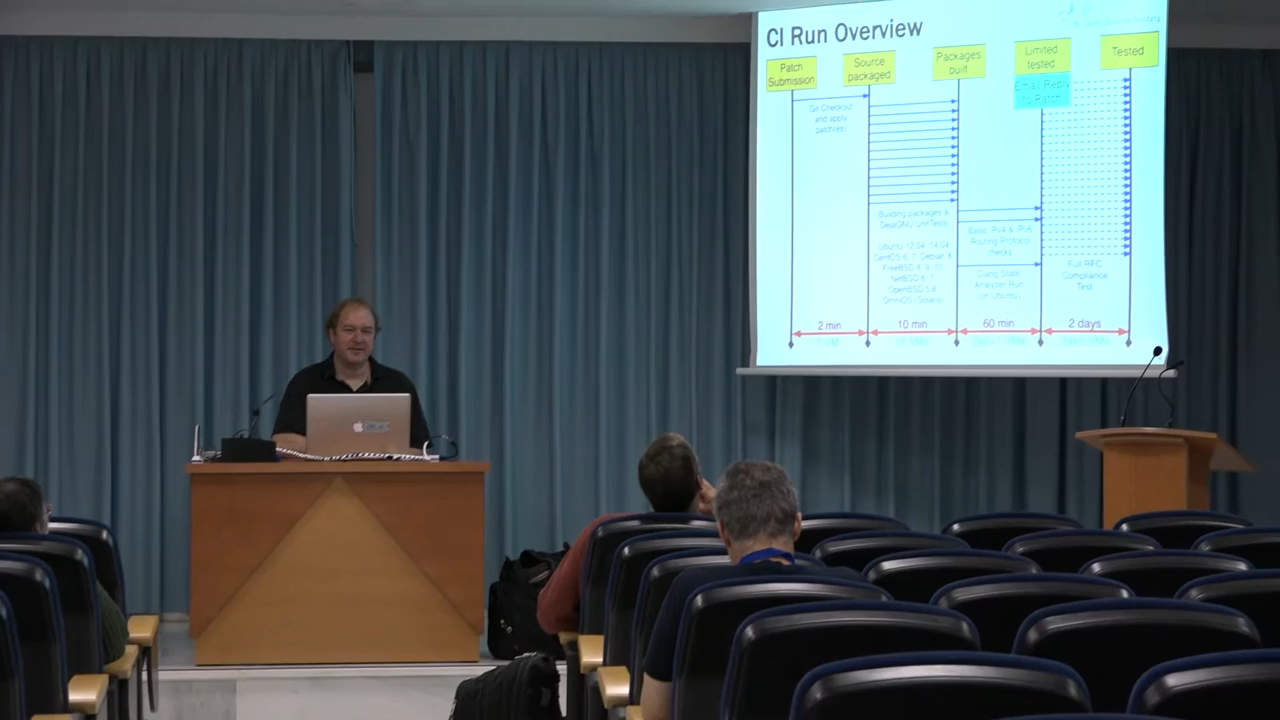 CI Run Overview
Patch
Submission
Source
packaged
Packages
built
Limited
tested
Tested
Email Reply
to Patch
Git Checkout
and apply
patch(es)
Building packages &
DejaGNU UnitTests
Ubuntu 12.04, 14.04
CentOS 6, 7, Debian 8
FreeBSD 8, 9, 10
NetBSD 6, 7
OpenBSD 5.8
OmniOS (Solaris)
Basic IPv4 & IPv6
Routing Protocol
checks
Clang Static
Analyzer Run
(on Ubuntu)
Full RFC
Compliance
Test
2 min
10 min
60 min
2 days